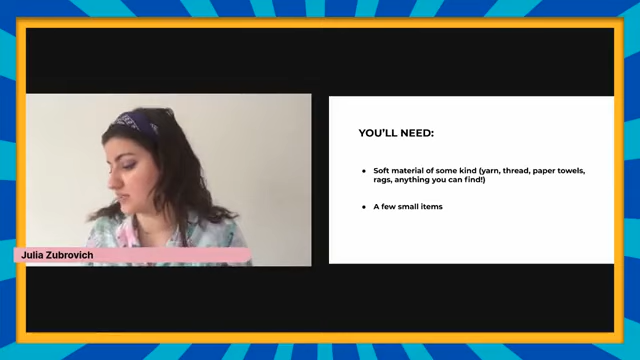 YOU'LL NEED:
• Soft material of some kind (yarn, thread, paper towels,
rags, anything you can find!)
• A few small items
Julia Zubrovich